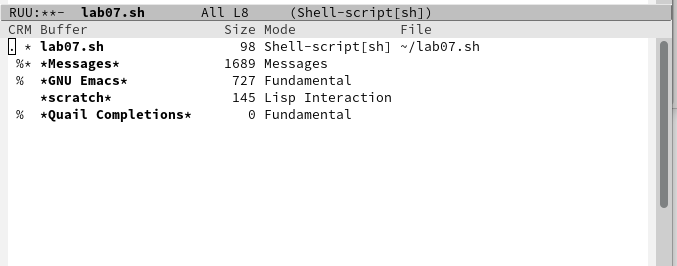 RUU:**-  lab07.sh       All L8     (Shell-script[sh])
CRM Buffer                 Size Mode             File
. * lab07.sh                 98 Shell-script[sh] ~/lab07.sh
 %* *Messages*             1689 Messages
 %  *GNU Emacs*             727 Fundamental
    *scratch*               145 Lisp Interaction
 %  *Quail Completions*       0 Fundamental